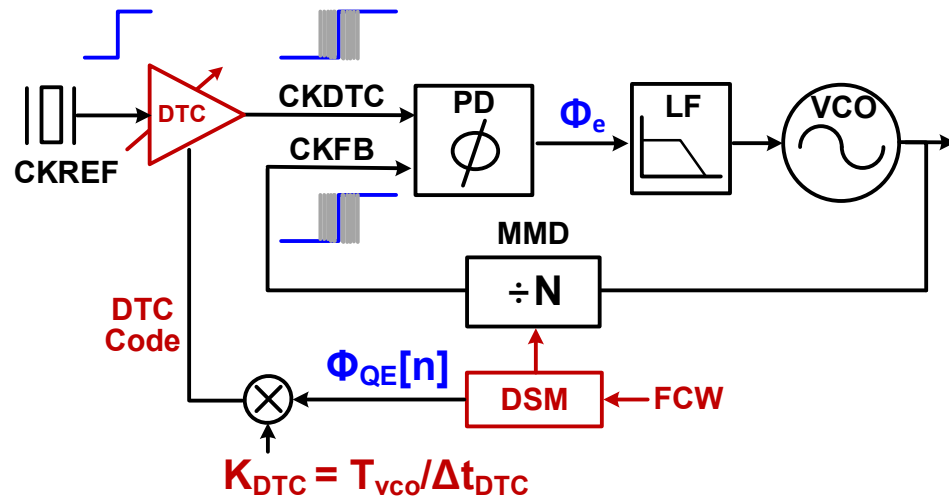 DTC
CKREF
CKDTC
CKFB
PD
Φ
Φe
LF
VCO
MMD
÷N
DTC
Code
ΦQE[n]
DSM
FCW
KDTC = Tvco/ΔtDTC